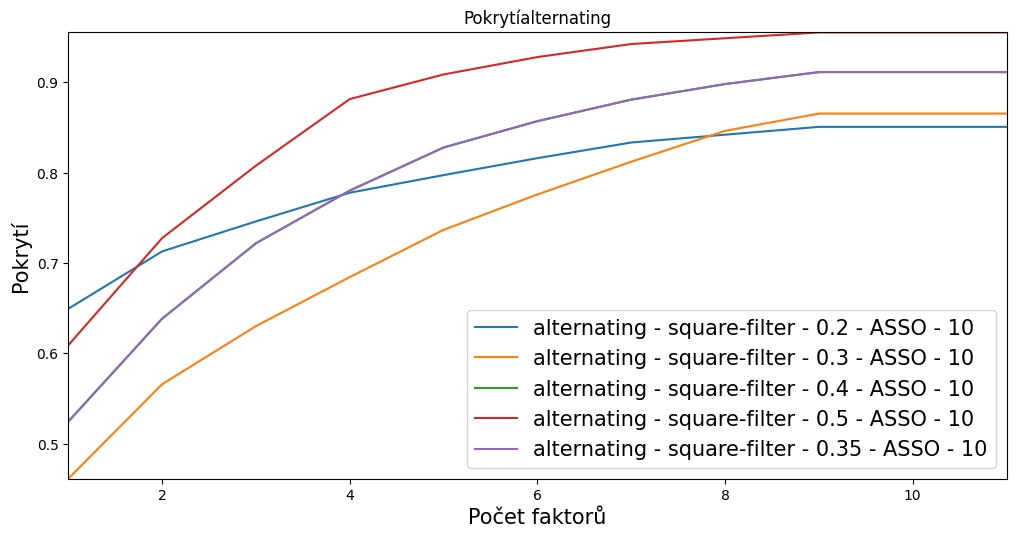 Pokrytíalternating
Pokrytí
0.9
0.8
0.7
0.6
0.5
alternating - square-filter - 0.2 - ASSO - 10
alternating - square-filter - 0.3 - ASSO - 10
alternating - square-filter - 0.4 - ASSO - 10
alternating - square-filter - 0.5 - ASSO - 10
alternating - square-filter - 0.35 - ASSO - 10
2 4 6 8 10
Počet faktorů